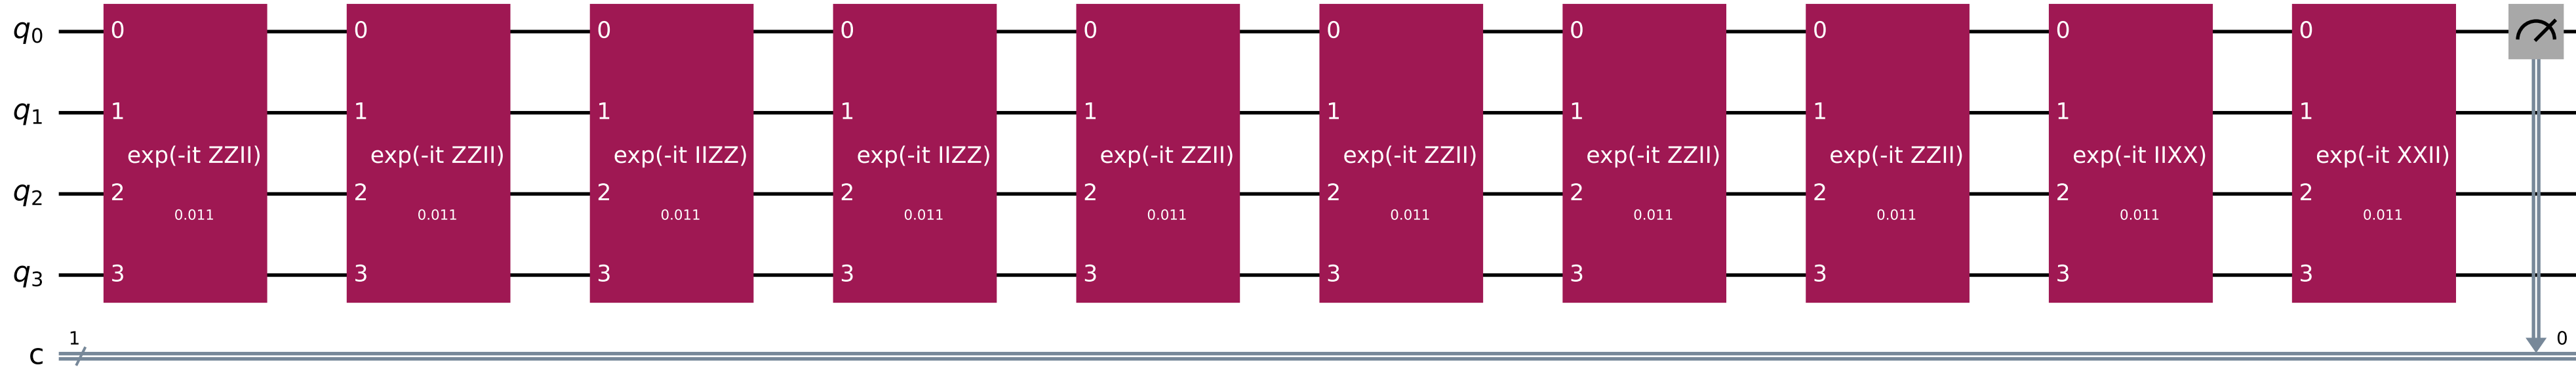 q0 0 0 0 0 0 0 0 0 0 0
q1 1 1 1 1 1 1 1 1 1 1
exp(-it ZZII) exp(-it ZZII) exp(-it IIZZ) exp(-it IIZZ) exp(-it ZZII) exp(-it ZZII) exp(-it ZZII) exp(-it ZZII) exp(-it IIXX) exp(-it XXII)
q2 2 2 2 2 2 2 2 2 2 2
0.011 0.011 0.011 0.011 0.011 0.011 0.011 0.011 0.011 0.011
q3 3 3 3 3 3 3 3 3 3 3
1 0
c